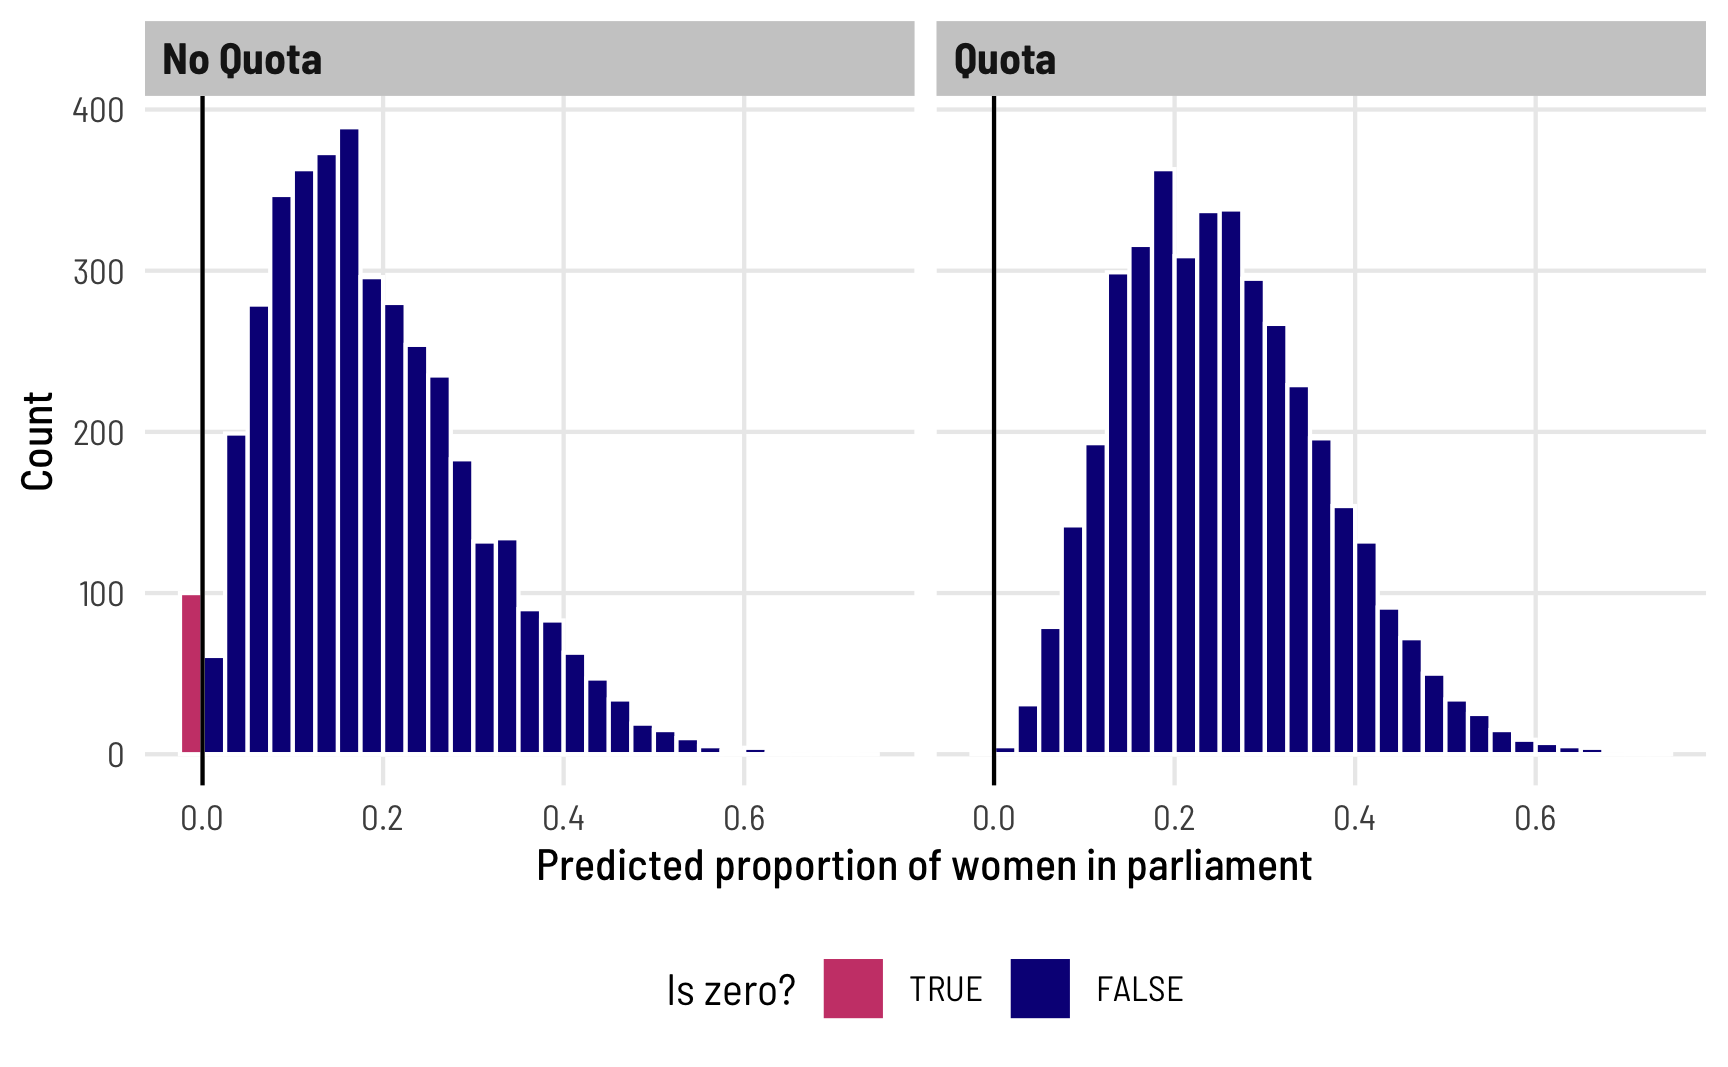 No Quota
Quota
400
300
200
100
0
Count
0.0 0.2 0.4 0.6
0.0 0.2 0.4 0.6
Predicted proportion of women in parliament
Is zero? TRUE FALSE